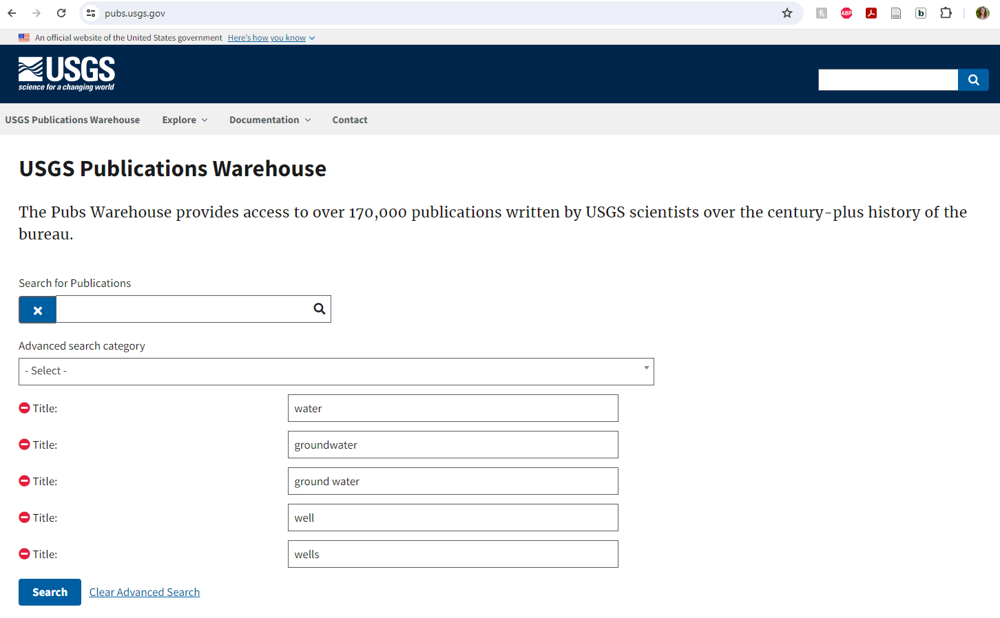 pubs.usgs.gov
ABP
b
An official website of the United States government Here's how you know
USGS
science for a changing world
USGS Publications Warehouse Explore Documentation Contact
USGS Publications Warehouse
The Pubs Warehouse provides access to over 170,000 publications written by USGS scientists over the century-plus history of the
bureau.
Search for Publications
Advanced search category
- Select -
Title: water
Title: groundwater
Title: ground water
Title: well
Title: wells
Search Clear Advanced Search